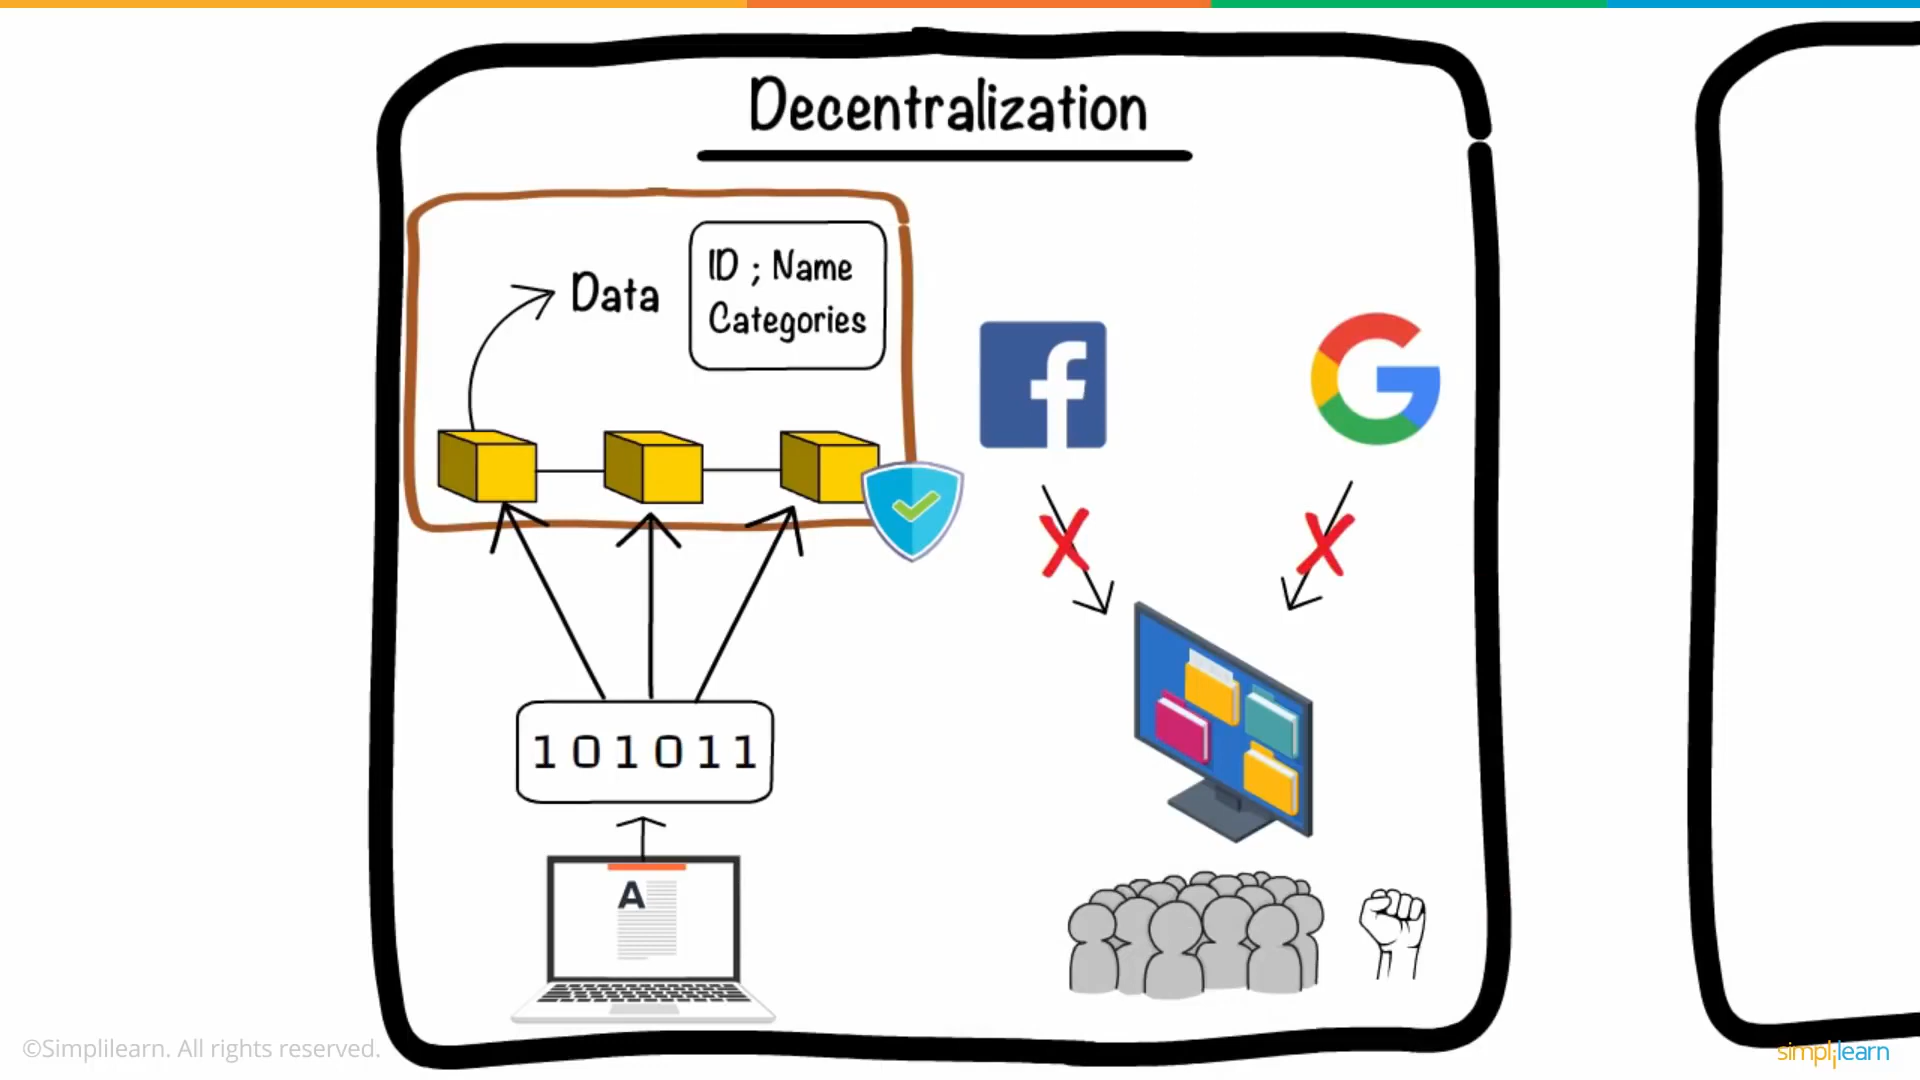 Decentralization
Data
ID ; Name
Categories
101011
A
©Simplilearn. All rights reserved.
simplilearn